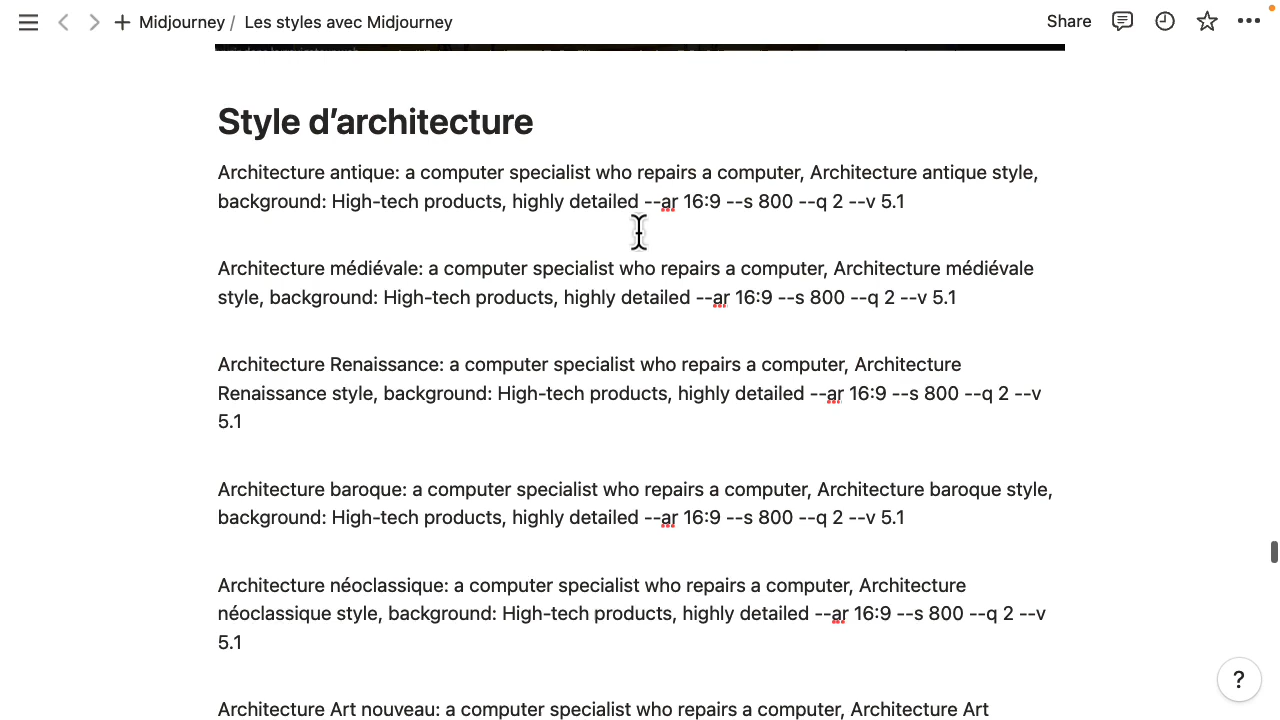 Midjourney / Les styles avec Midjourney
Share
Style d’architecture
Architecture antique: a computer specialist who repairs a computer, Architecture antique style,
background: High-tech products, highly detailed --ar 16:9 --s 800 --q 2 --v 5.1
Architecture médiévale: a computer specialist who repairs a computer, Architecture médiévale
style, background: High-tech products, highly detailed --ar 16:9 --s 800 --q 2 --v 5.1
Architecture Renaissance: a computer specialist who repairs a computer, Architecture
Renaissance style, background: High-tech products, highly detailed --ar 16:9 --s 800 --q 2 --v
5.1
Architecture baroque: a computer specialist who repairs a computer, Architecture baroque style,
background: High-tech products, highly detailed --ar 16:9 --s 800 --q 2 --v 5.1
Architecture néoclassique: a computer specialist who repairs a computer, Architecture
néoclassique style, background: High-tech products, highly detailed --ar 16:9 --s 800 --q 2 --v
5.1
?
Architecture Art nouveau: a computer specialist who repairs a computer, Architecture Art